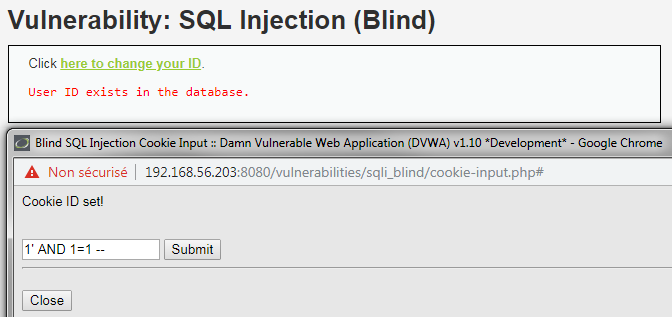 Vulnerability: SQL Injection (Blind)
Click here to change your ID.
User ID exists in the database.
Blind SQL Injection Cookie Input :: Damn Vulnerable Web Application (DVWA) v1.10 *Development* - Google Chrome
Non sécurisé 192.168.56.203:8080/vulnerabilities/sqli_blind/cookie-input.php#
Cookie ID set!
1' AND 1=1 -- Submit
Close